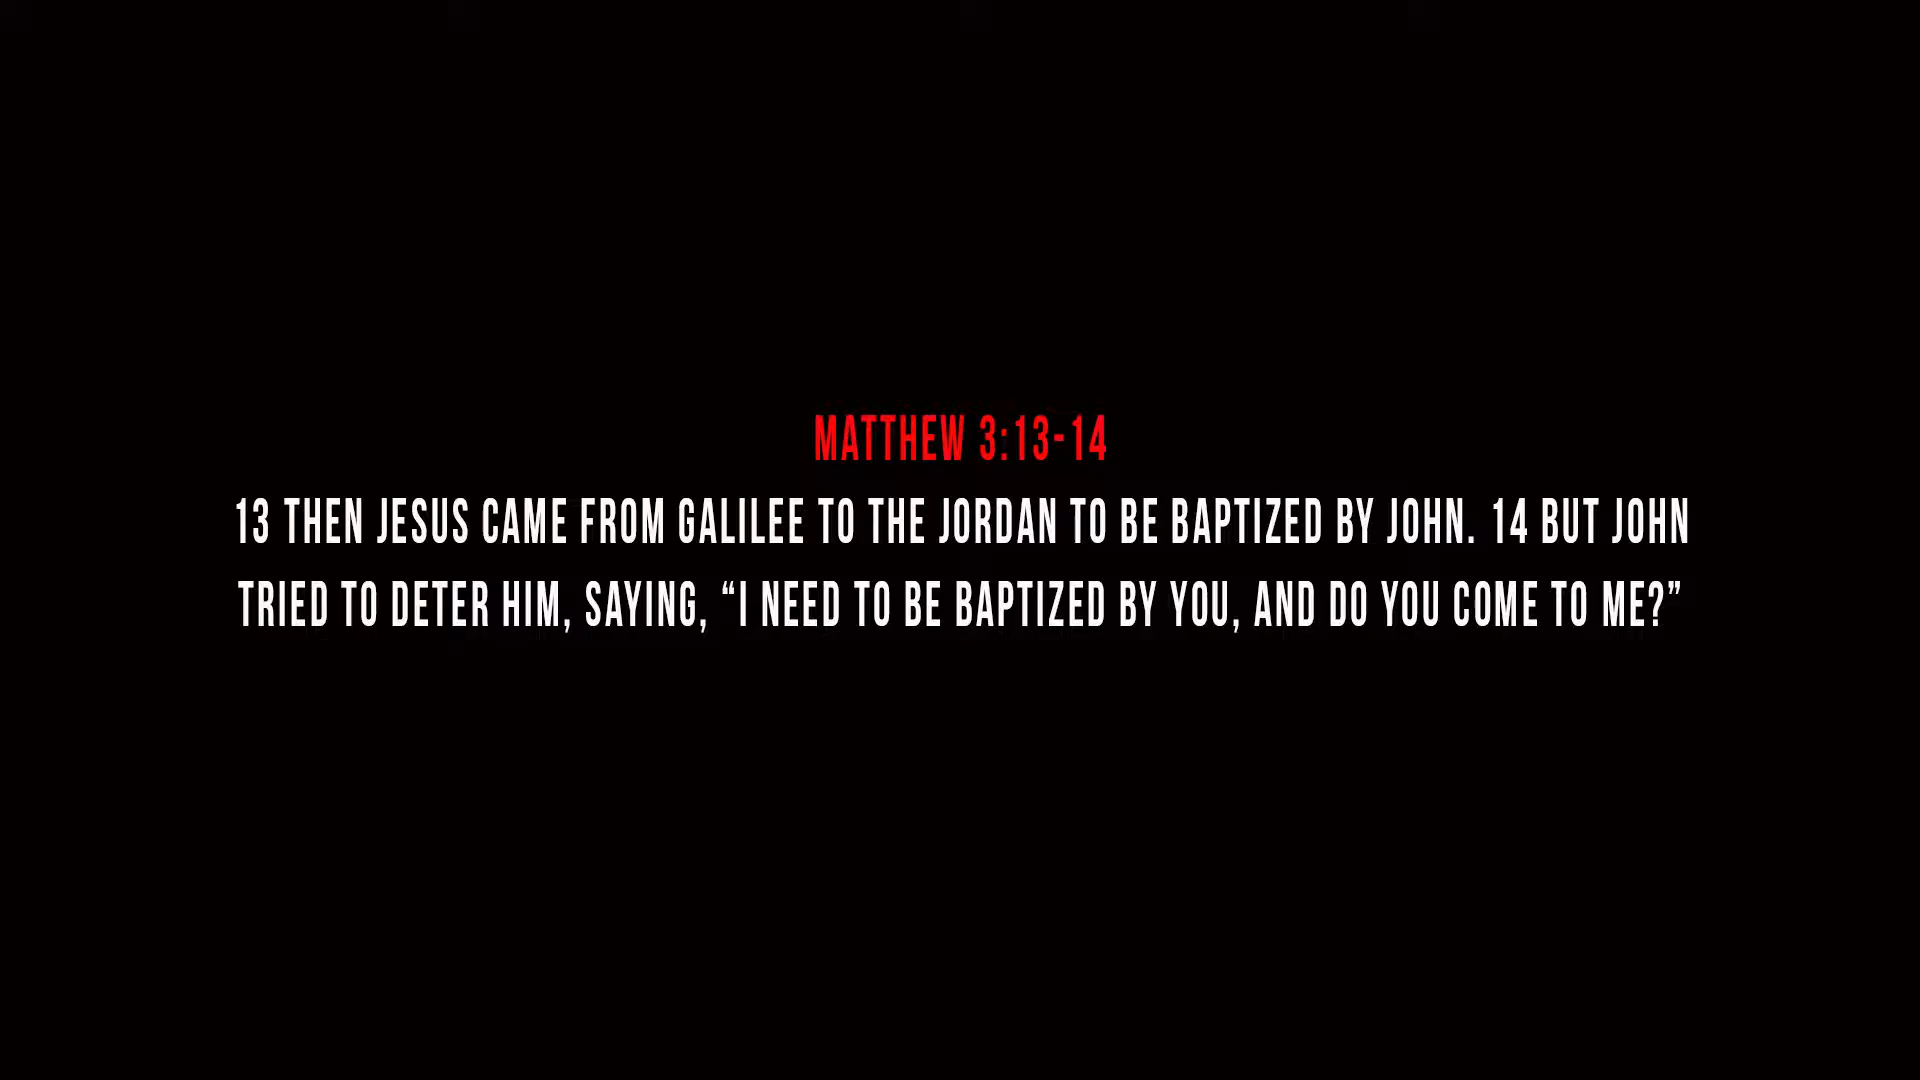 MATTHEW 3:13-14
13 THEN JESUS CAME FROM GALILEE TO THE JORDAN TO BE BAPTIZED BY JOHN. 14 BUT JOHN
TRIED TO DETER HIM, SAYING, “I NEED TO BE BAPTIZED BY YOU, AND DO YOU COME TO ME?”